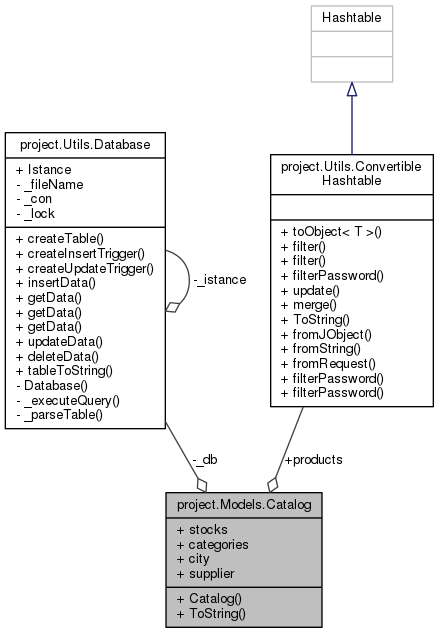 Hashtable
project.Utils.Database
+ Istance
- _fileName
- _con
- _lock
+ createTable()
+ createInsertTrigger()
+ createUpdateTrigger()
+ insertData()
+ getData()
+ getData()
+ getData()
+ updateData()
+ deleteData()
+ tableToString()
- Database()
- _executeQuery()
- _parseTable()
-_istance
project.Utils.Convertible
Hashtable
+ toObject< T >()
+ filter()
+ filter()
+ filterPassword()
+ update()
+ merge()
+ ToString()
+ fromJObject()
+ fromString()
+ fromRequest()
+ filterPassword()
+ filterPassword()
-_db
+products
project.Models.Catalog
+ stocks
+ categories
+ city
+ supplier
+ Catalog()
+ ToString()